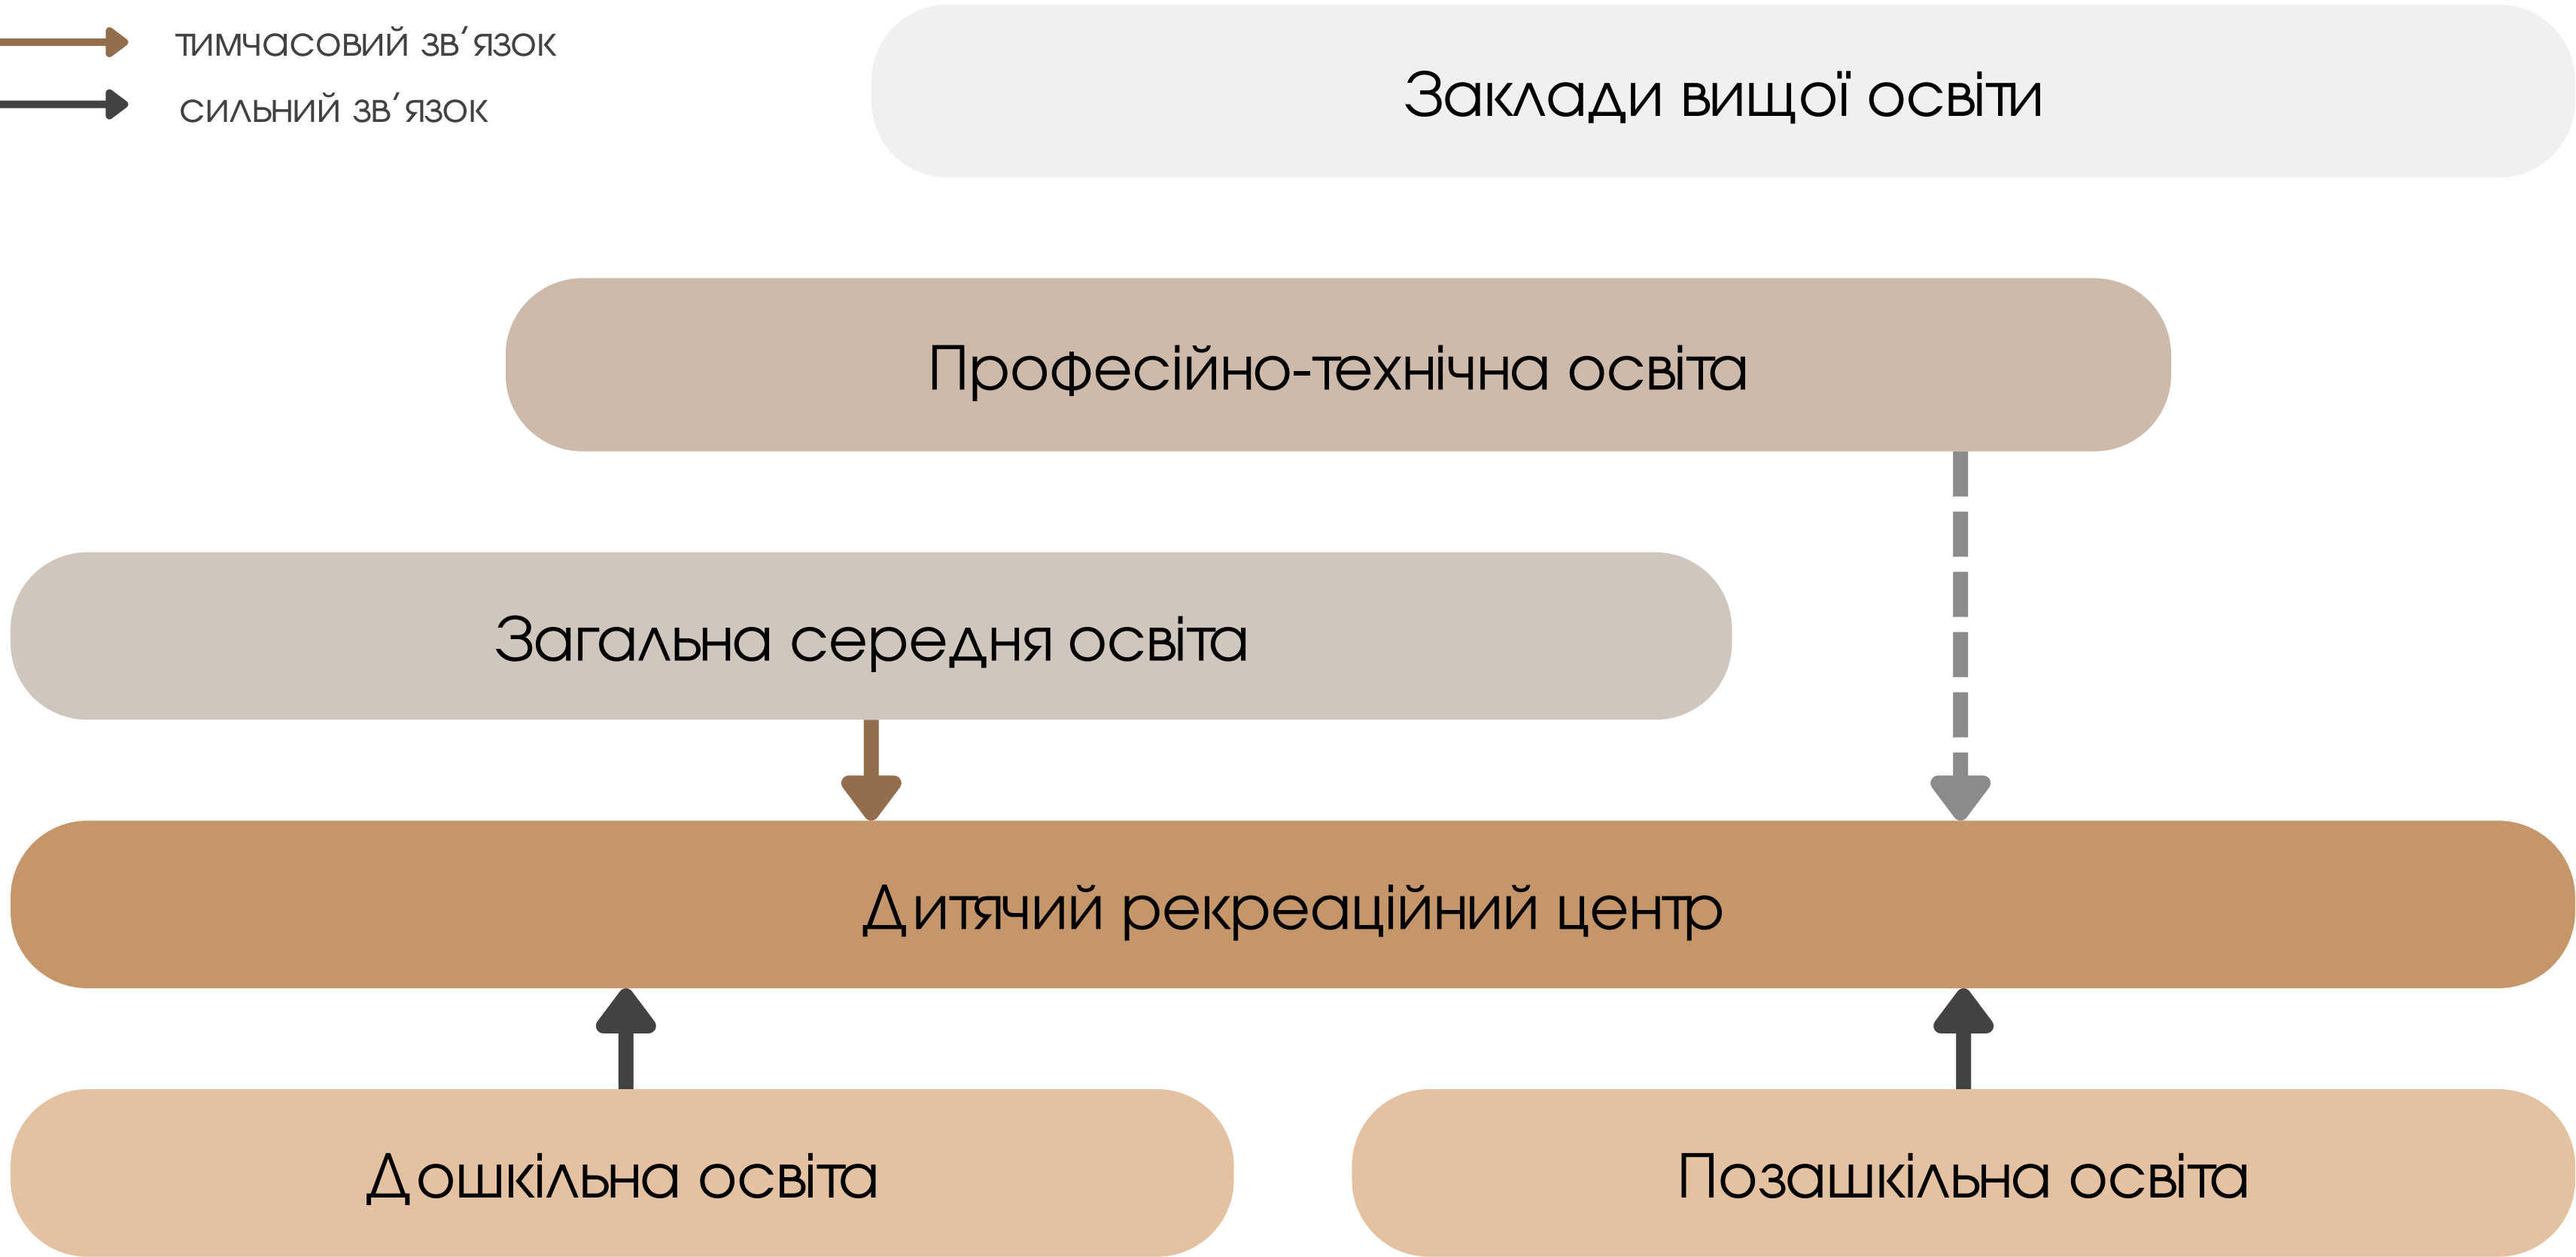 тимчасовий зв’язок
сильний зв’язок
Заклади вищої освіти
Професійно-технічна освіта
Загальна середня освіта
Дитячий рекреаційний центр
Дошкільна освіта
Позашкільна освіта